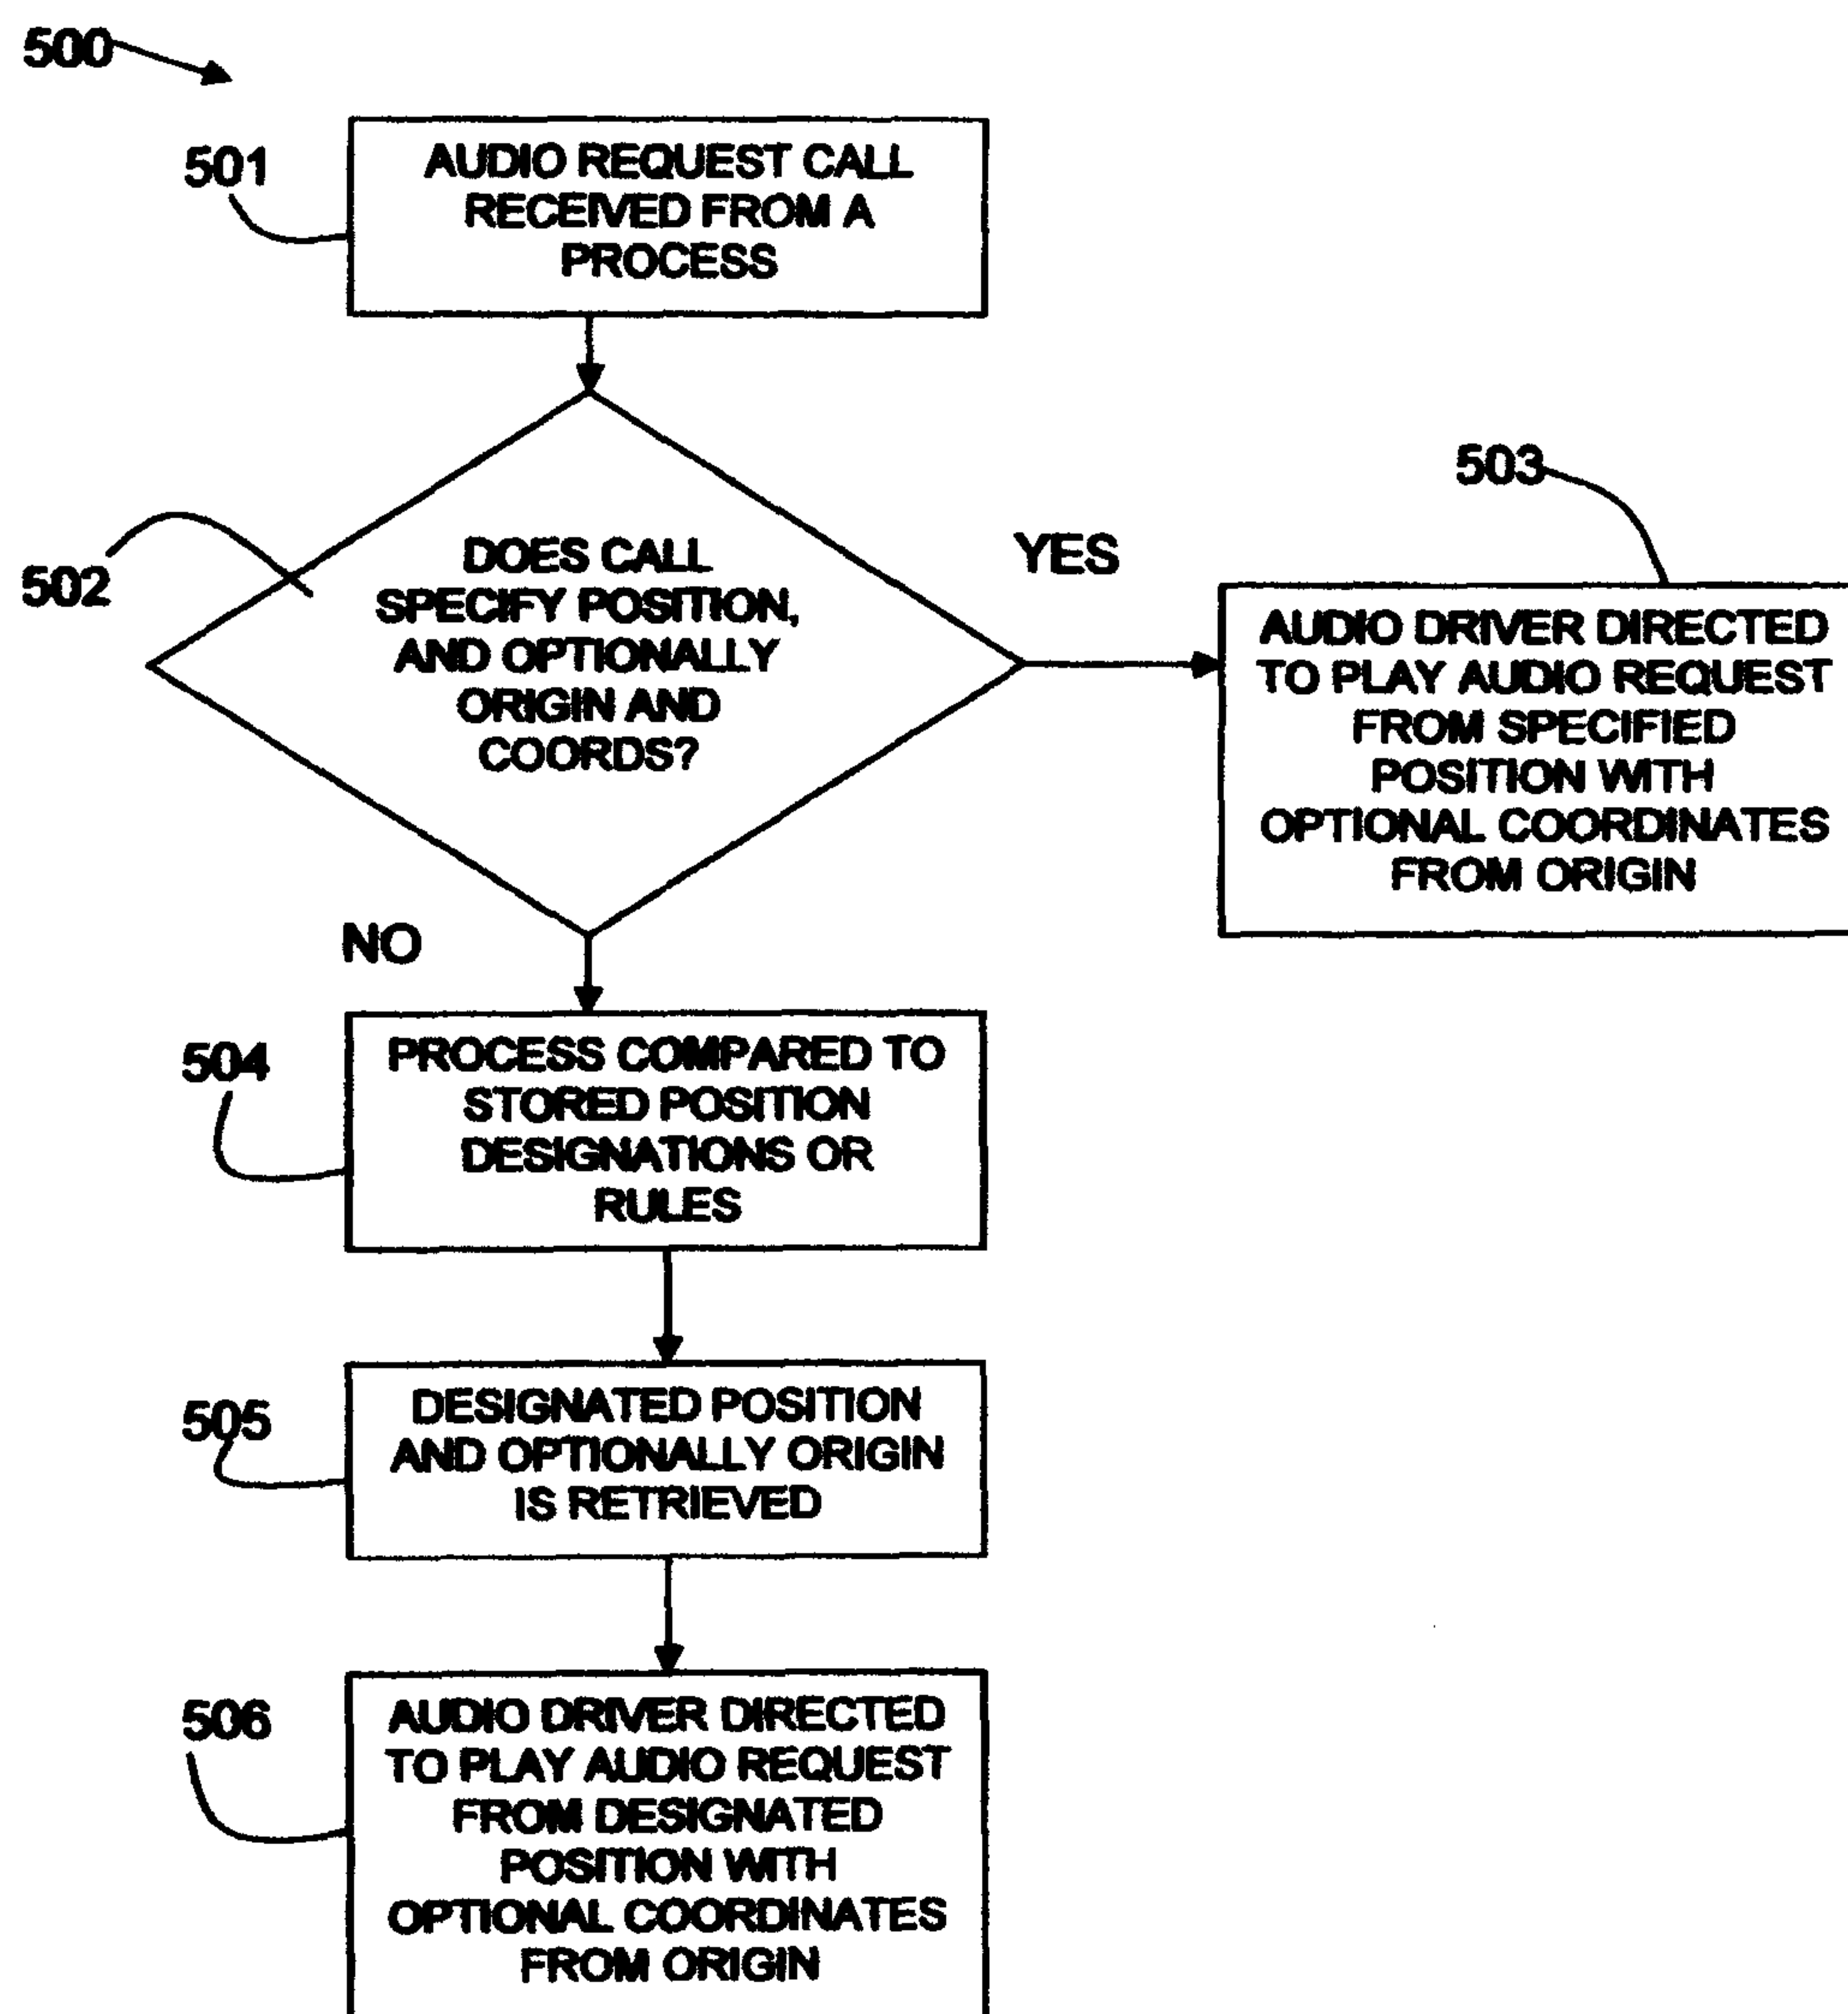 500
501
AUDIO REQUEST CALL
RECEIVED FROM A
PROCESS
502
DOES CALL
SPECIFY POSITION,
AND OPTIONALLY
ORIGIN AND
COORDS?
YES
503
AUDIO DRIVER DIRECTED
TO PLAY AUDIO REQUEST
FROM SPECIFIED
POSITION WITH
OPTIONAL COORDINATES
FROM ORIGIN
NO
504
PROCESS COMPARED TO
STORED POSITION
DESIGNATIONS OR
RULES
505
DESIGNATED POSITION
AND OPTIONALLY ORIGIN
IS RETRIEVED
506
AUDIO DRIVER DIRECTED
TO PLAY AUDIO REQUEST
FROM DESIGNATED
POSITION WITH
OPTIONAL COORDINATES
FROM ORIGIN